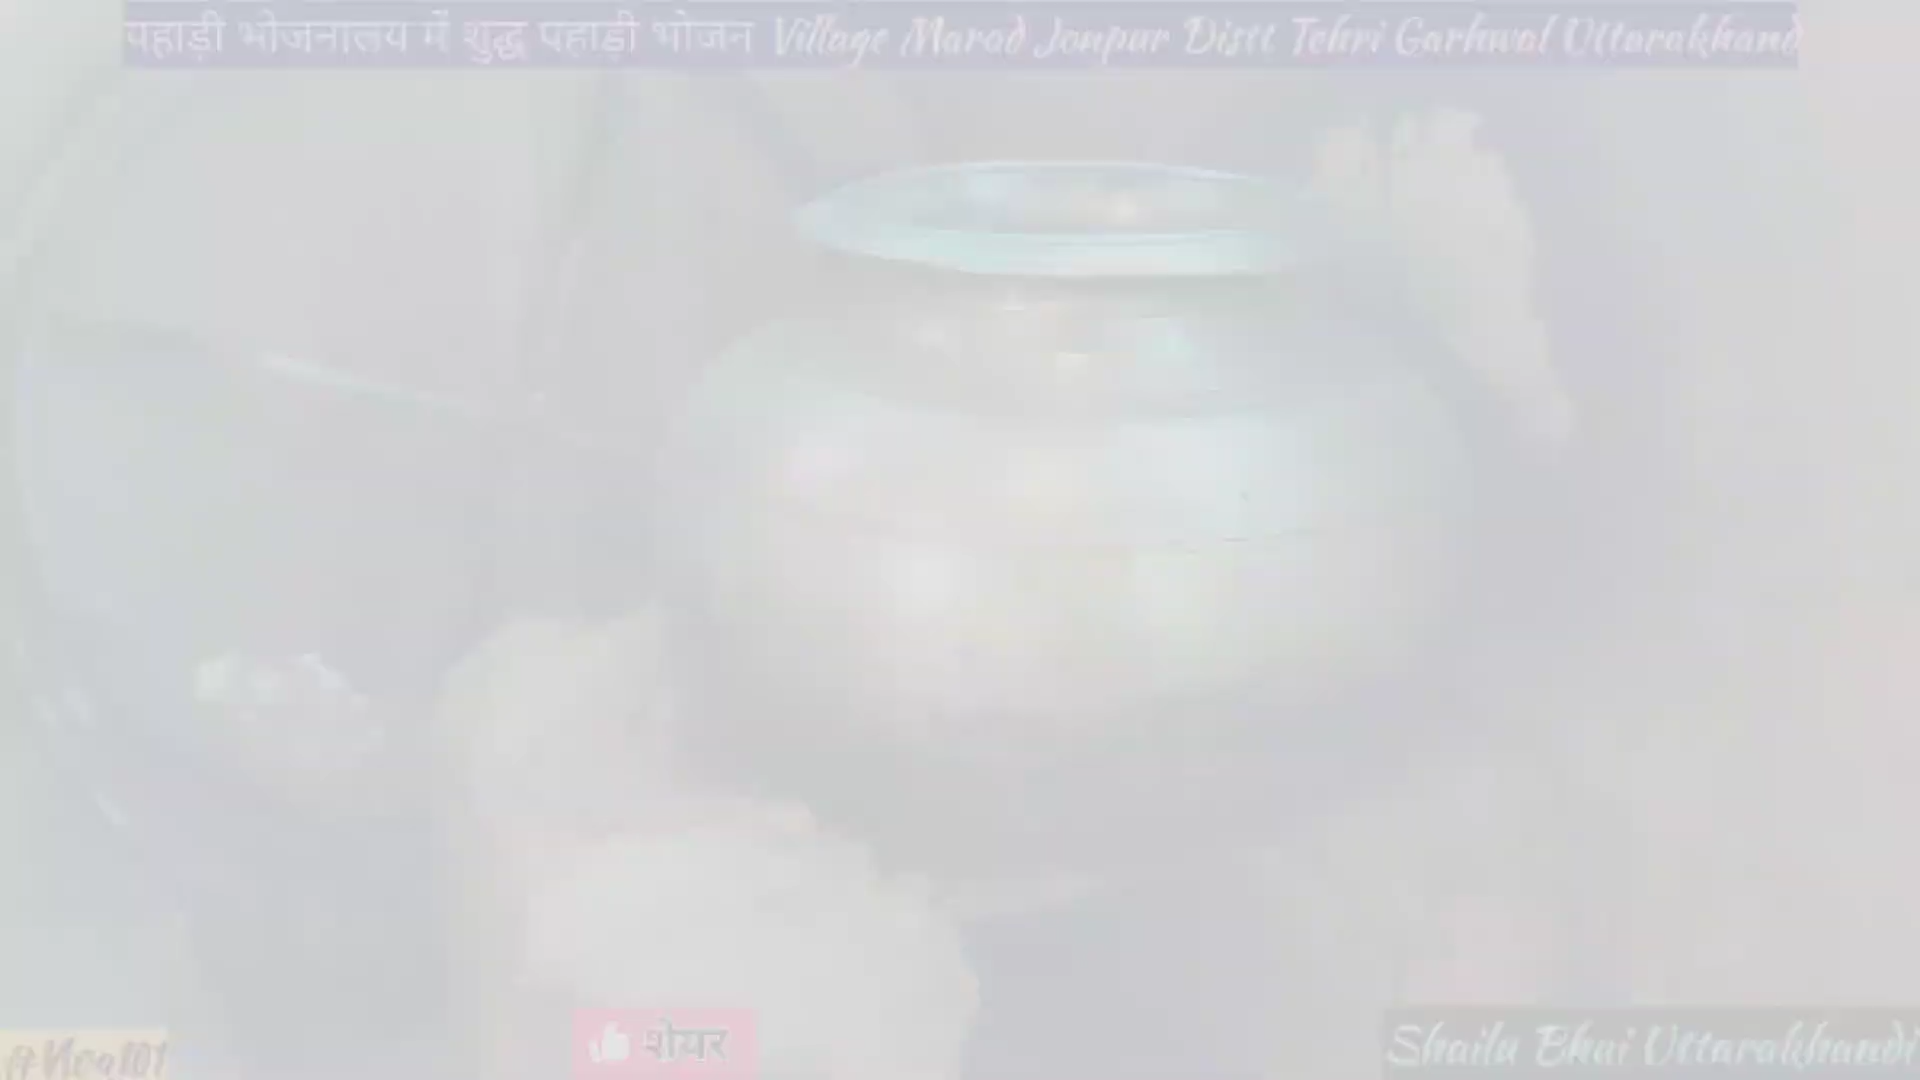 पहाड़ी भोजनालय में शुद्ध पहाड़ी भोजन Village Marod Jonpur Distt Tehri Garhwal Uttarakhand
शेयर
Shailu Bhai Uttarakhandi